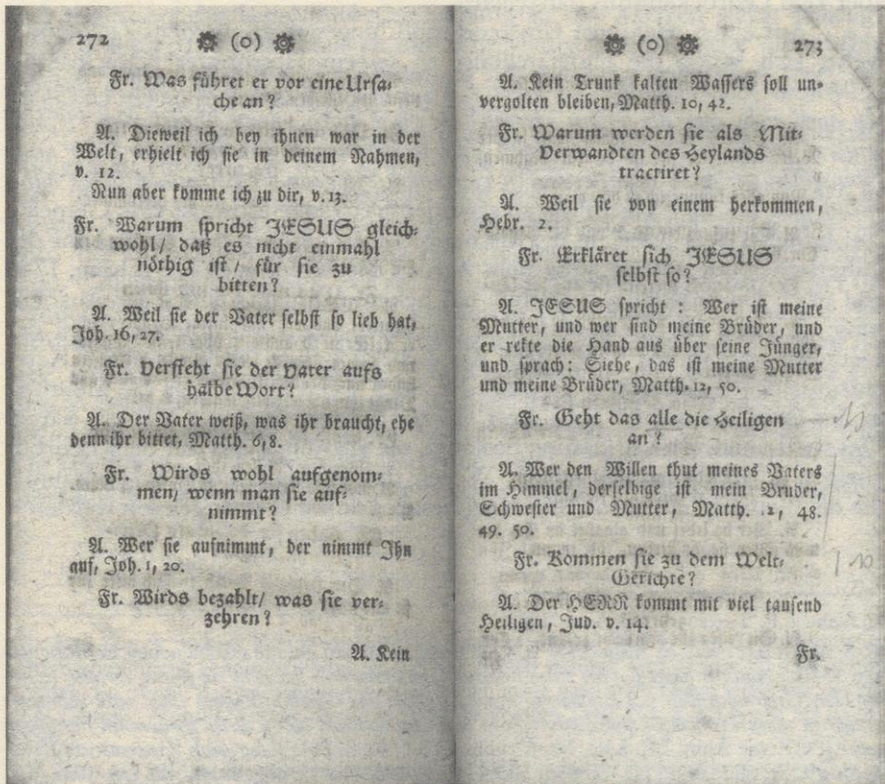 272 (o)
Fr. Was führet er vor eine Ursa-
che an?
A. Dieweil ich bey ihnen war in der
Welt, erhielt ich sie in deinem Nahmen,
v. 12.
Nun aber komme ich zu dir, v. 13.
Fr. Warum spricht JESUS gleich-
wohl/ daß es nicht einmahl
nöthig ist/ für sie zu
bitten?
A. Weil sie der Vater selbst so lieb hat,
Joh. 16, 27.
Fr. Versteht sie der Vater aufs
halbe Wort?
A. Der Vater weiß, was ihr braucht, ehe
denn ihr bittet, Matth. 6, 8.
Fr. Wirds wohl aufgenom-
men/ wenn man sie auf-
nimmt?
A. Wer sie aufnimmt, der nimmt Ihn
auf, Joh. 1, 20.
Fr. Wirds bezahlt/ was sie ver-
zehren?
A. Kein
(o) 273
A. Kein Trunk kalten Wassers soll un-
vergolten bleiben, Matth. 10, 42.
Fr. Warum werden sie als Mit-
Verwandten des Heylands
tractiret?
A. Weil sie von einem herkommen,
Hebr. 2.
Fr. Erkläret sich JESUS
selbst so?
A. JESUS spricht: Wer ist meine
Mutter, und wer sind meine Brüder, und
er rekte die Hand aus über seine Jünger,
und sprach: Siehe, das ist meine Mutter
und meine Brüder, Matth. 12, 50.
Fr. Geht das alle die Heiligen
an?
A. Wer den Willen thut meines Vaters
im Himmel, derselbige ist mein Bruder,
Schwester und Mutter, Matth. 12, 48.
49. 50.
Fr. Kommen sie zu dem Welt-
Gerichte?
A. Der HERR kommt mit viel tausend
Heiligen, Jud. v. 14.
Fr.